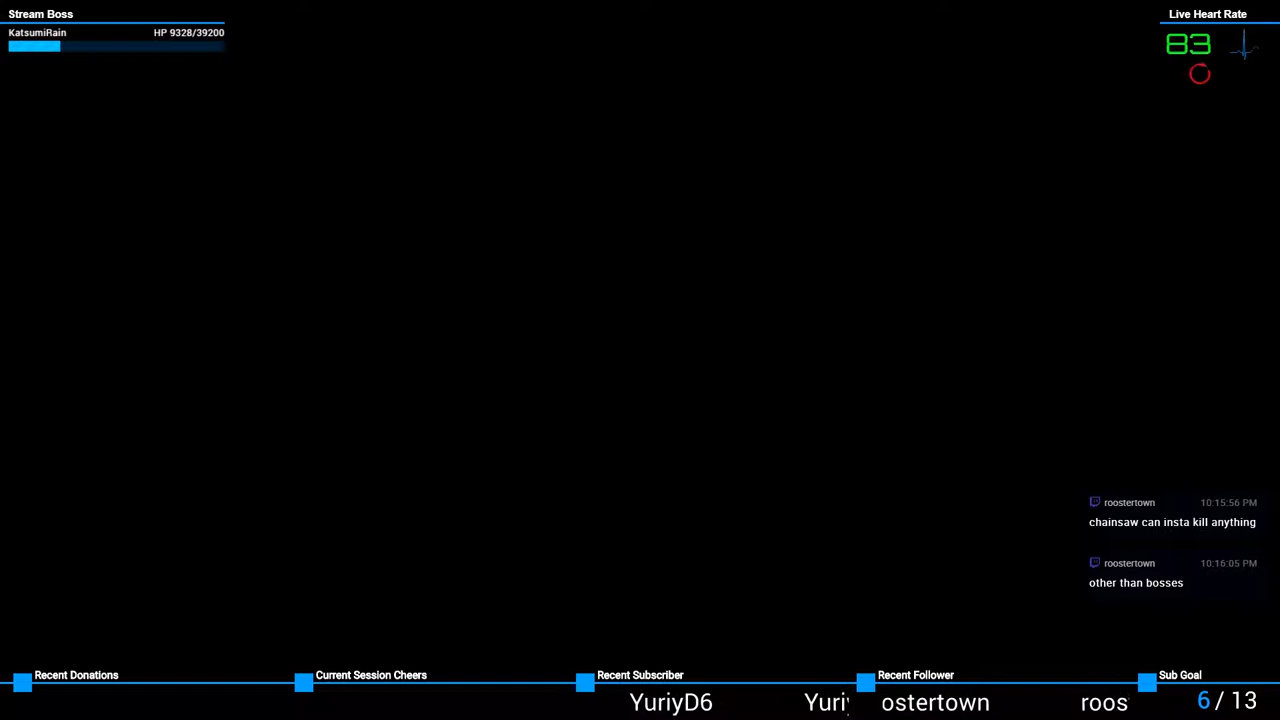 Stream Boss
KatsumiRain HP 9328/39200
Live Heart Rate
83
roostertown 10:15:56 PM
chainsaw can insta kill anything
roostertown 10:16:05 PM
other than bosses
Recent Donations
Current Session Cheers
Recent Subscriber
YuriyD6 Yuriy
Recent Follower
ostertown roos
Sub Goal
6 / 13